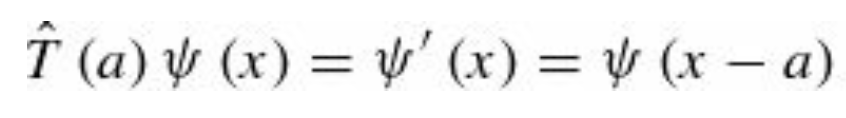 T̂ (a) ψ (x) = ψ′ (x) = ψ (x − a)